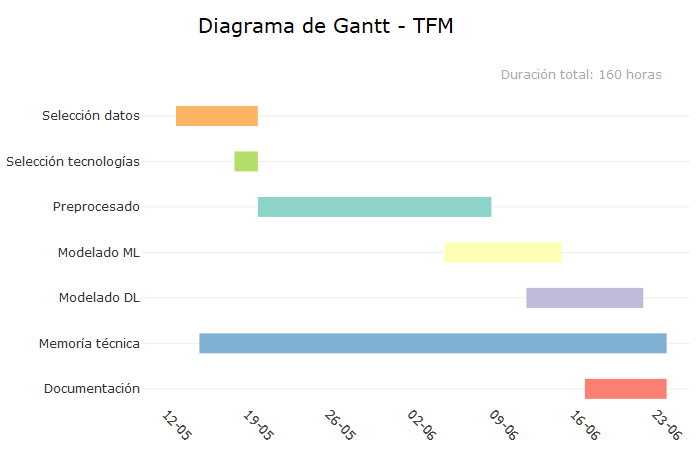 Diagrama de Gantt - TFM
Duración total: 160 horas
Selección datos
Selección tecnologías
Preprocesado
Modelado ML
Modelado DL
Memoría técnica
Documentación
12-05
19-05
26-05
02-06
09-06
16-06
23-06